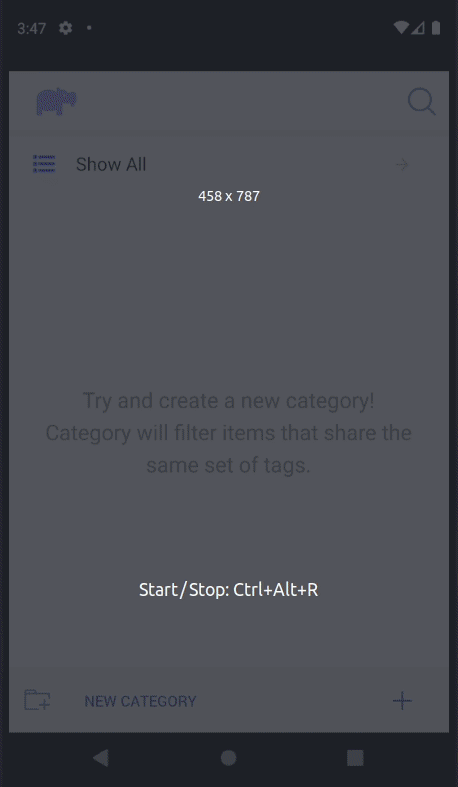 3:47
Show All
458 x 787
Try and create a new category!
Category will filter items that share the
same set of tags.
Start/Stop: Ctrl+Alt+R
NEW CATEGORY